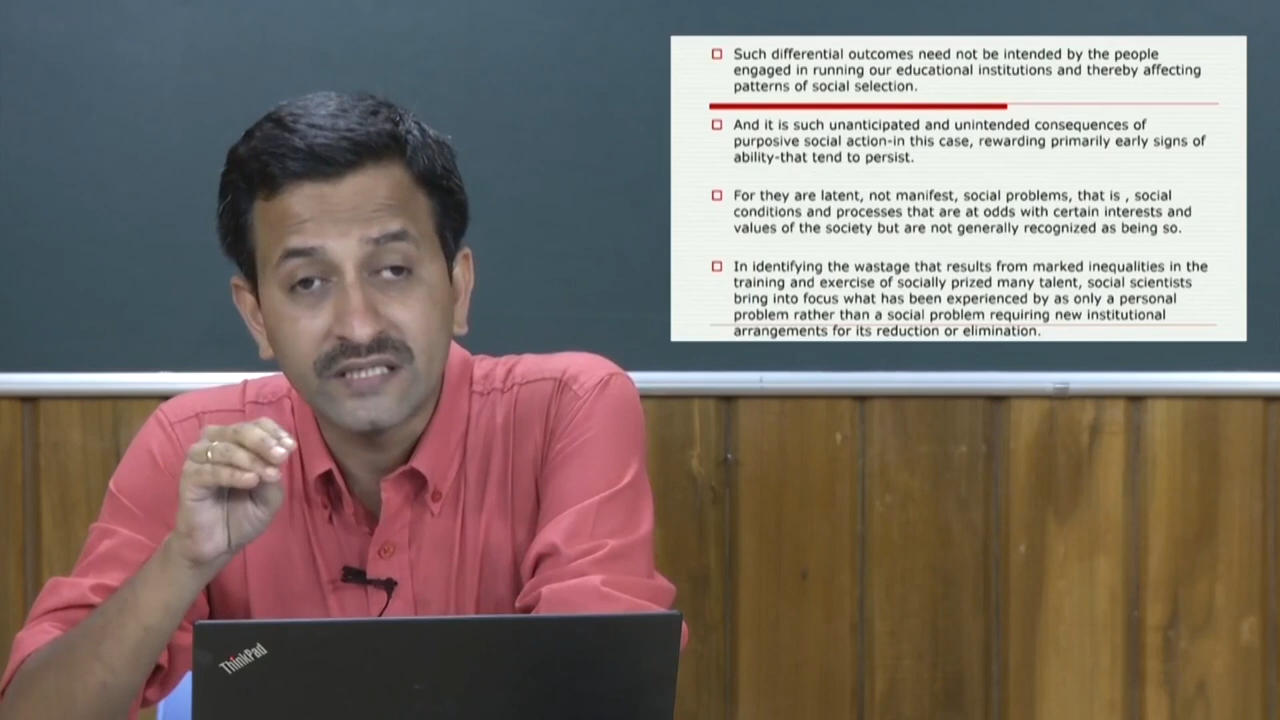 Such differential outcomes need not be intended by the people
engaged in running our educational institutions and thereby affecting
patterns of social selection.
And it is such unanticipated and unintended consequences of
purposive social action-in this case, rewarding primarily early signs of
ability-that tend to persist.
For they are latent, not manifest, social problems, that is , social
conditions and processes that are at odds with certain interests and
values of the society but are not generally recognized as being so.
In identifying the wastage that results from marked inequalities in the
training and exercise of socially prized many talent, social scientists
bring into focus what has been experienced by as only a personal
problem rather than a social problem requiring new institutional
arrangements for its reduction or elimination.
ThinkPad